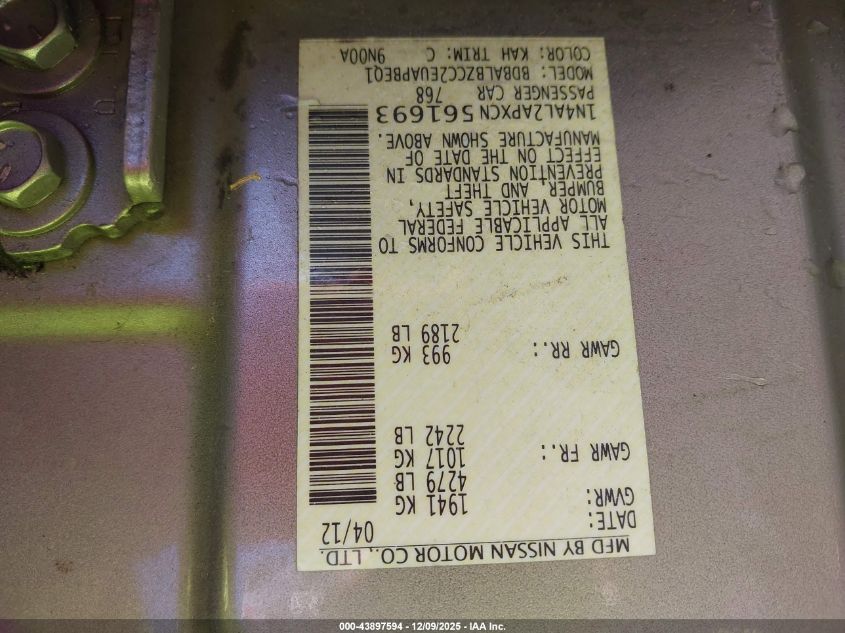 MFD BY NISSAN MOTOR CO., LTD.
DATE: 04/12
GVWR: 1941 KG
4279 LB
GAWR FR.: 1017 KG
2242 LB
GAWR RR.: 993 KG
2189 LB
THIS VEHICLE CONFORMS TO
ALL APPLICABLE FEDERAL
MOTOR VEHICLE SAFETY,
BUMPER, AND THEFT
PREVENTION STANDARDS IN
EFFECT ON THE DATE OF
MANUFACTURE SHOWN ABOVE.
1N4AL2APXCN561693
PASSENGER CAR 768
MODEL: BDBALBZCC2EUAPBEQ1
COLOR: KAH TRIM: C 9N00A
000-43897594 - 12/09/2025 - IAA Inc.